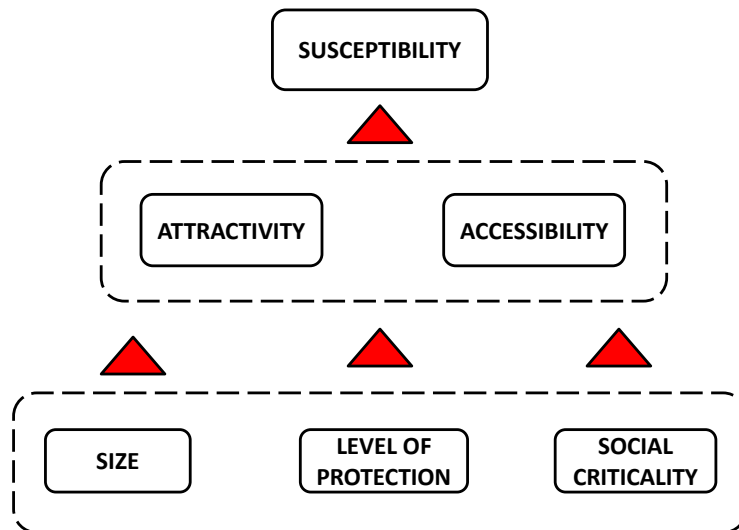 SUSCEPTIBILITY
ATTRACTIVITY
ACCESSIBILITY
SIZE
LEVEL OF
PROTECTION
SOCIAL
CRITICALITY